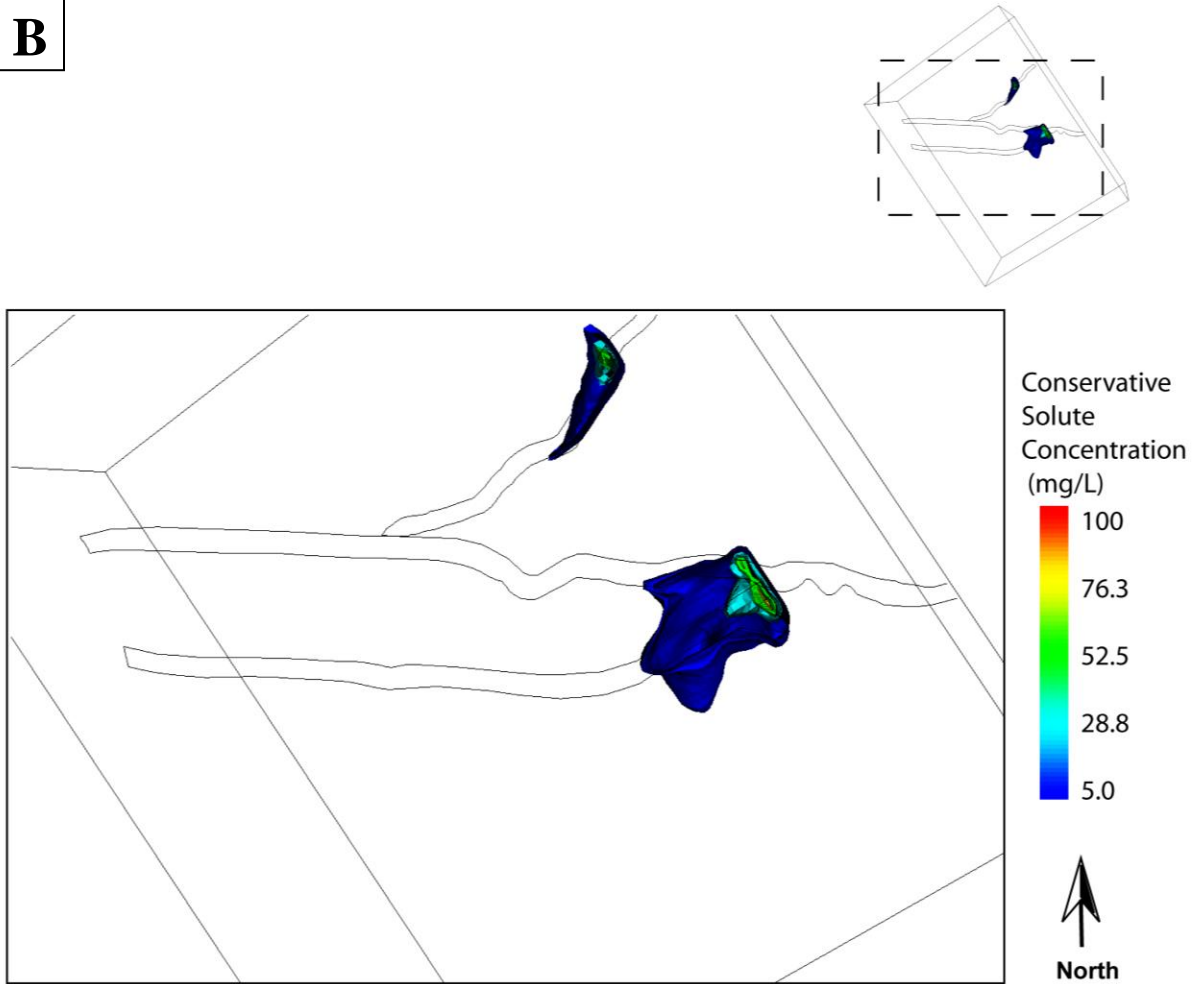 B
Conservative
Solute
Concentration
(mg/L)
100
76.3
52.5
28.8
5.0
North